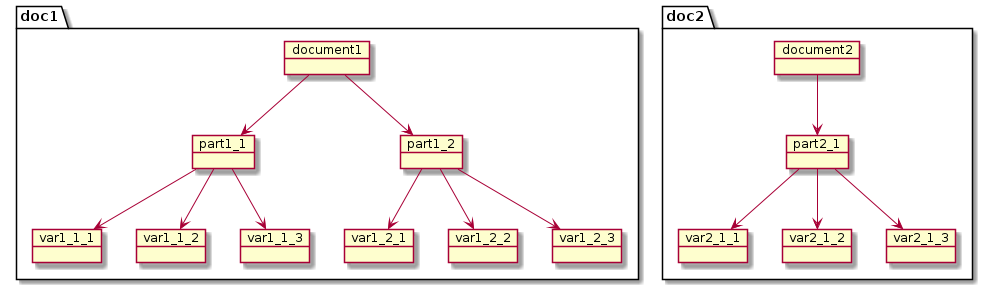 doc1
document1
part1_1
part1_2
var1_1_1
var1_1_2
var1_1_3
var1_2_1
var1_2_2
var1_2_3
doc2
document2
part2_1
var2_1_1
var2_1_2
var2_1_3